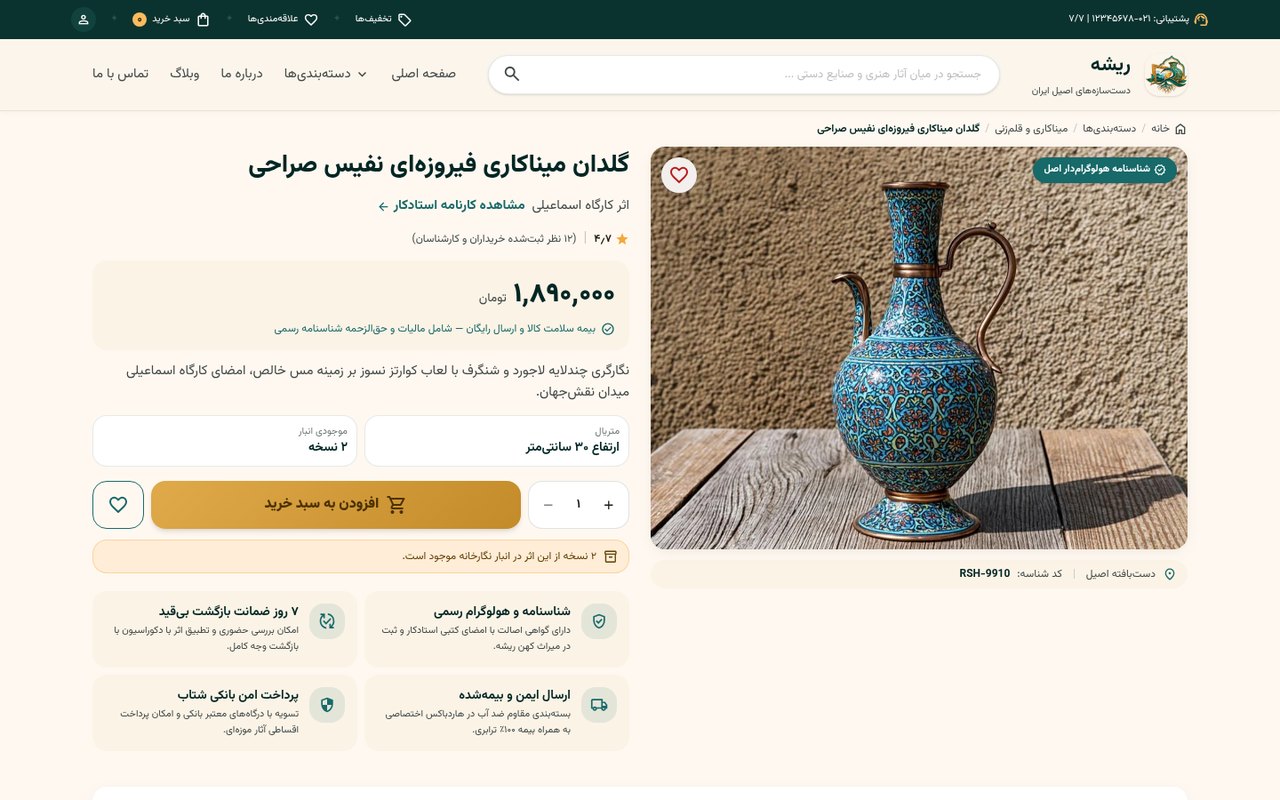 پشتیبانی: ۰۲۱-۱۲۳۴۵۶۷۸ | ۷/۷
تخفیف‌ها
علاقه‌مندی‌ها
سبد خرید
۰
ریشه
دست‌سازه‌های اصیل ایران
جستجو در میان آثار هنری و صنایع دستی ...
صفحه اصلی
دسته‌بندی‌ها
درباره ما
وبلاگ
تماس با ما
خانه / دسته‌بندی‌ها / میناکاری و قلم‌زنی / گلدان میناکاری فیروزه‌ای نفیس صراحی
شناسنامه هولوگرام‌دار اصل
دست‌بافته اصیل | کد شناسه: RSH-9910
گلدان میناکاری فیروزه‌ای نفیس صراحی
اثر کارگاه اسماعیلی مشاهده کارنامه استادکار ←
۴٫۷ | (۱۲ نظر ثبت‌شده خریداران و کارشناسان)
۱,۸۹۰,۰۰۰ تومان
بیمه سلامت کالا و ارسال رایگان — شامل مالیات و حق‌الزحمه شناسنامه رسمی
نگارگری چندلایه لاجورد و شنگرف با لعاب کوارتز نسوز بر زمینه مس خالص، امضای کارگاه اسماعیلی
میدان نقش‌جهان.
متریال
ارتفاع ۳۰ سانتی‌متر
موجودی انبار
۲ نسخه
+ ۱ −
افزودن به سبد خرید
۲ نسخه از این اثر در انبار نگارخانه موجود است.
شناسنامه و هولوگرام رسمی
دارای گواهی اصالت با امضای کتبی استادکار و ثبت
در میراث کهن ریشه.
۷ روز ضمانت بازگشت بی‌قید
امکان بررسی حضوری و تطبیق اثر با دکوراسیون با
بازگشت وجه کامل.
ارسال ایمن و بیمه‌شده
بسته‌بندی مقاوم ضد آب در هاردباکس اختصاصی
به همراه بیمه ۱۰۰٪ ترابری.
پرداخت امن بانکی شتاب
تسویه با درگاه‌های معتبر بانکی و امکان پرداخت
اقساطی آثار موزه‌ای.